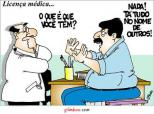 Licença médica...
O QUE É QUE
VOCÊ TEM?
NADA!
TÁ TUDO
NO NOME
DE
OUTROS!